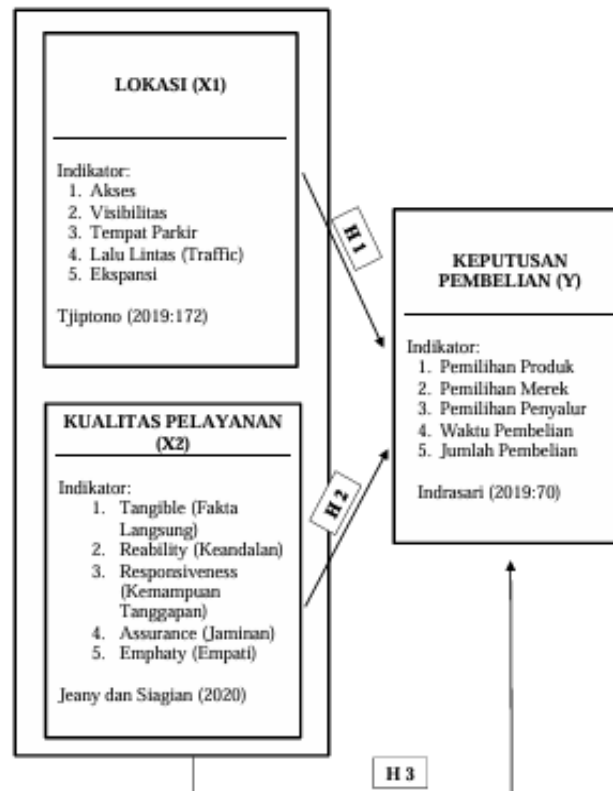 LOKASI (X1)
Indikator:
1. Akses
2. Visibilitas
3. Tempat Parkir
4. Lalu Lintas (Traffic)
5. Ekspansi
Tjiptono (2019:172)
H 1
KUALITAS PELAYANAN
(X2)
Indikator:
1. Tangible (Fakta
Langsung)
2. Reability (Keandalan)
3. Responsiveness
(Kemampuan
Tanggapan)
4. Assurance (Jaminan)
5. Emphaty (Empati)
Jeany dan Siagian (2020)
H 2
KEPUTUSAN
PEMBELIAN (Y)
Indikator:
1. Pemilihan Produk
2. Pemilihan Merek
3. Pemilihan Penyalur
4. Waktu Pembelian
5. Jumlah Pembelian
Indrasari (2019:70)
H 3